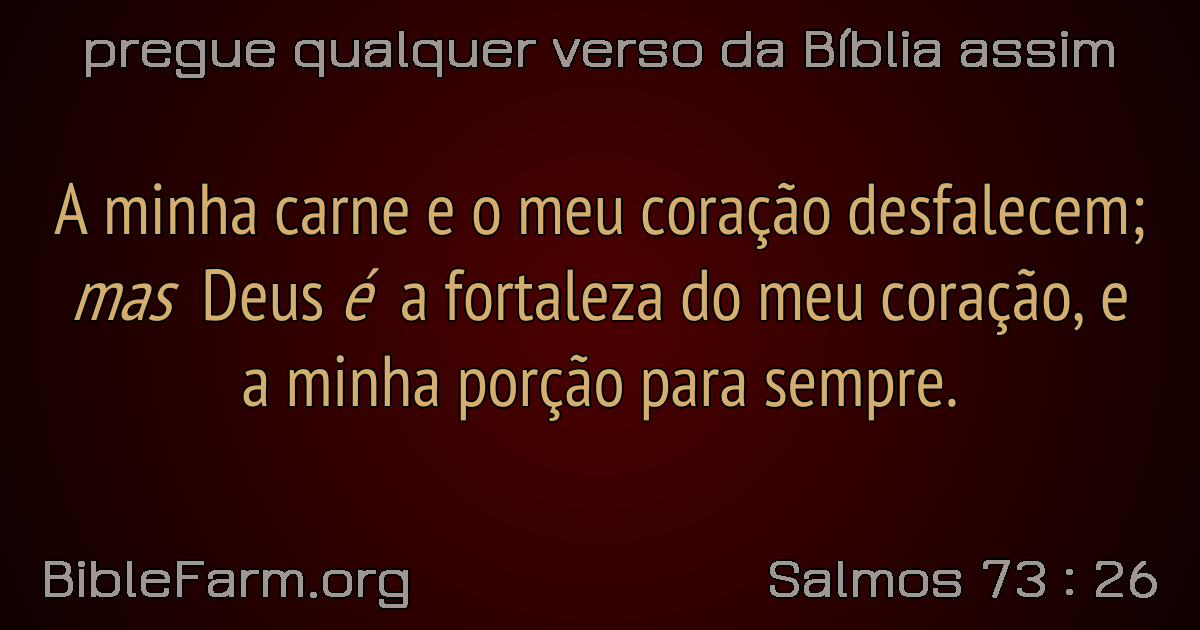 pregue qualquer verso da Bíblia assim
A minha carne e o meu coração desfalecem;
mas Deus é a fortaleza do meu coração, e
a minha porção para sempre.
BibleFarm.org
Salmos 73 : 26